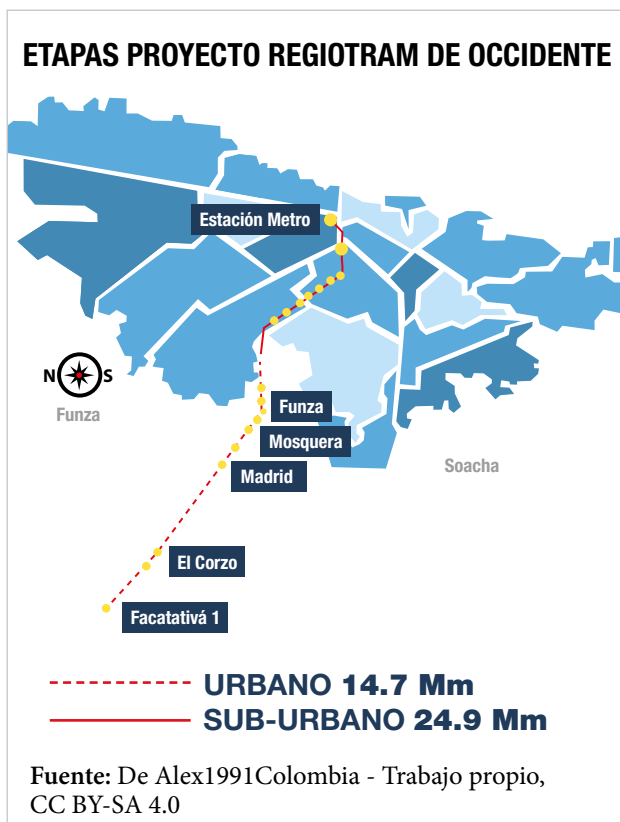 ETAPAS PROYECTO REGIOTRAM DE OCCIDENTE
Estación Metro
N S
Funza
Funza
Mosquera
Soacha
Madrid
El Corzo
Facatativá 1
URBANO 14.7 Mm
SUB-URBANO 24.9 Mm
Fuente: De Alex1991Colombia - Trabajo propio,
CC BY-SA 4.0